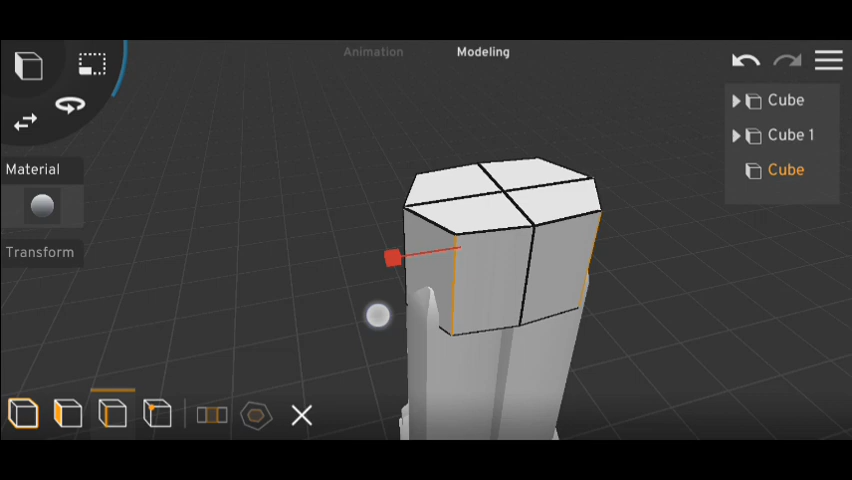 Animation
Modeling
Cube
Cube 1
Cube
Material
Transform